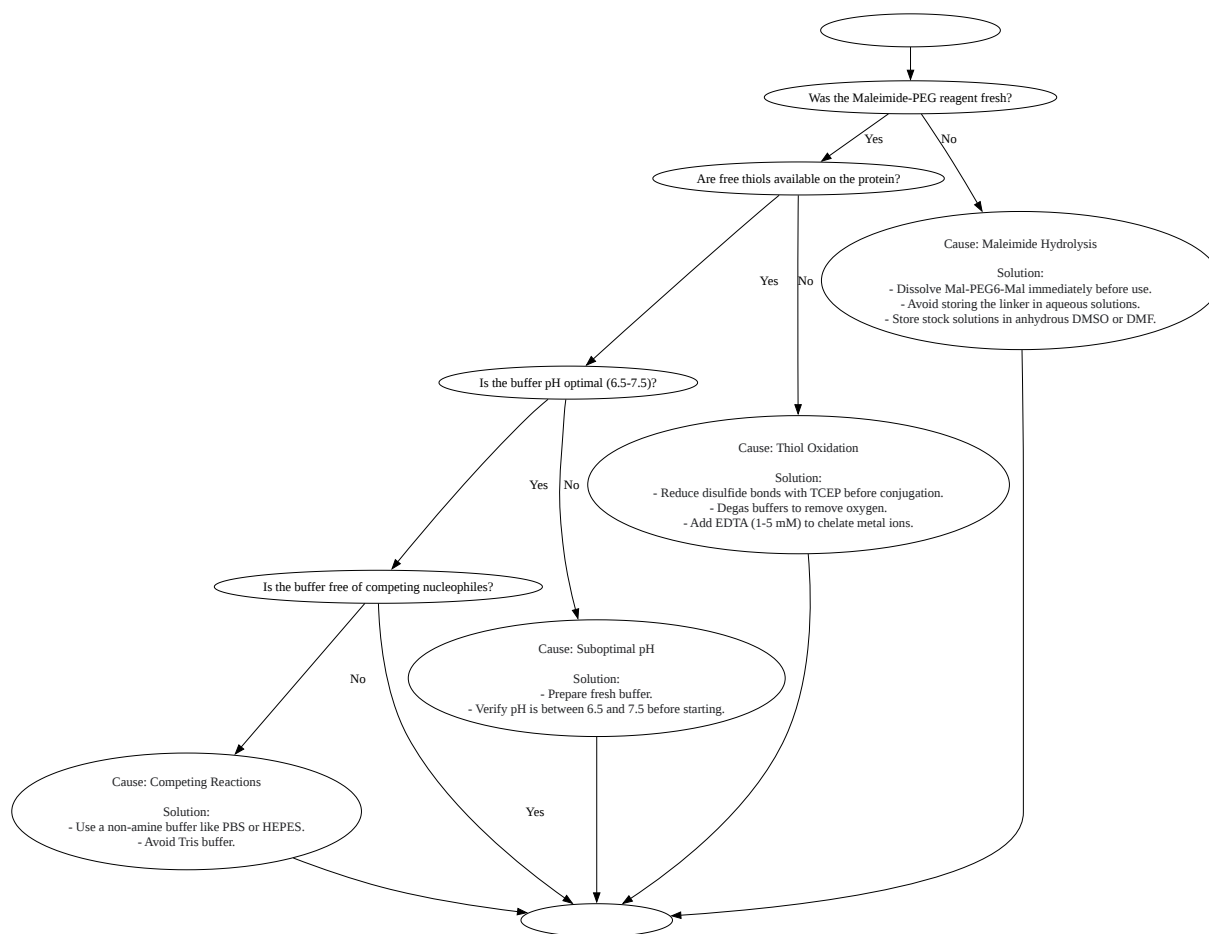 Was the Maleimide-PEG reagent fresh?
Yes
No
Are free thiols available on the protein?
Cause: Maleimide Hydrolysis
Solution:
- Dissolve Mal-PEG6-Mal immediately before use.
- Avoid storing the linker in aqueous solutions.
- Store stock solutions in anhydrous DMSO or DMF.
Yes
No
Is the buffer pH optimal (6.5-7.5)?
Cause: Thiol Oxidation
Solution:
- Reduce disulfide bonds with TCEP before conjugation.
- Degas buffers to remove oxygen.
- Add EDTA (1-5 mM) to chelate metal ions.
Yes
No
Is the buffer free of competing nucleophiles?
Cause: Suboptimal pH
Solution:
- Prepare fresh buffer.
- Verify pH is between 6.5 and 7.5 before starting.
No
Cause: Competing Reactions
Solution:
- Use a non-amine buffer like PBS or HEPES.
- Avoid Tris buffer.
Yes